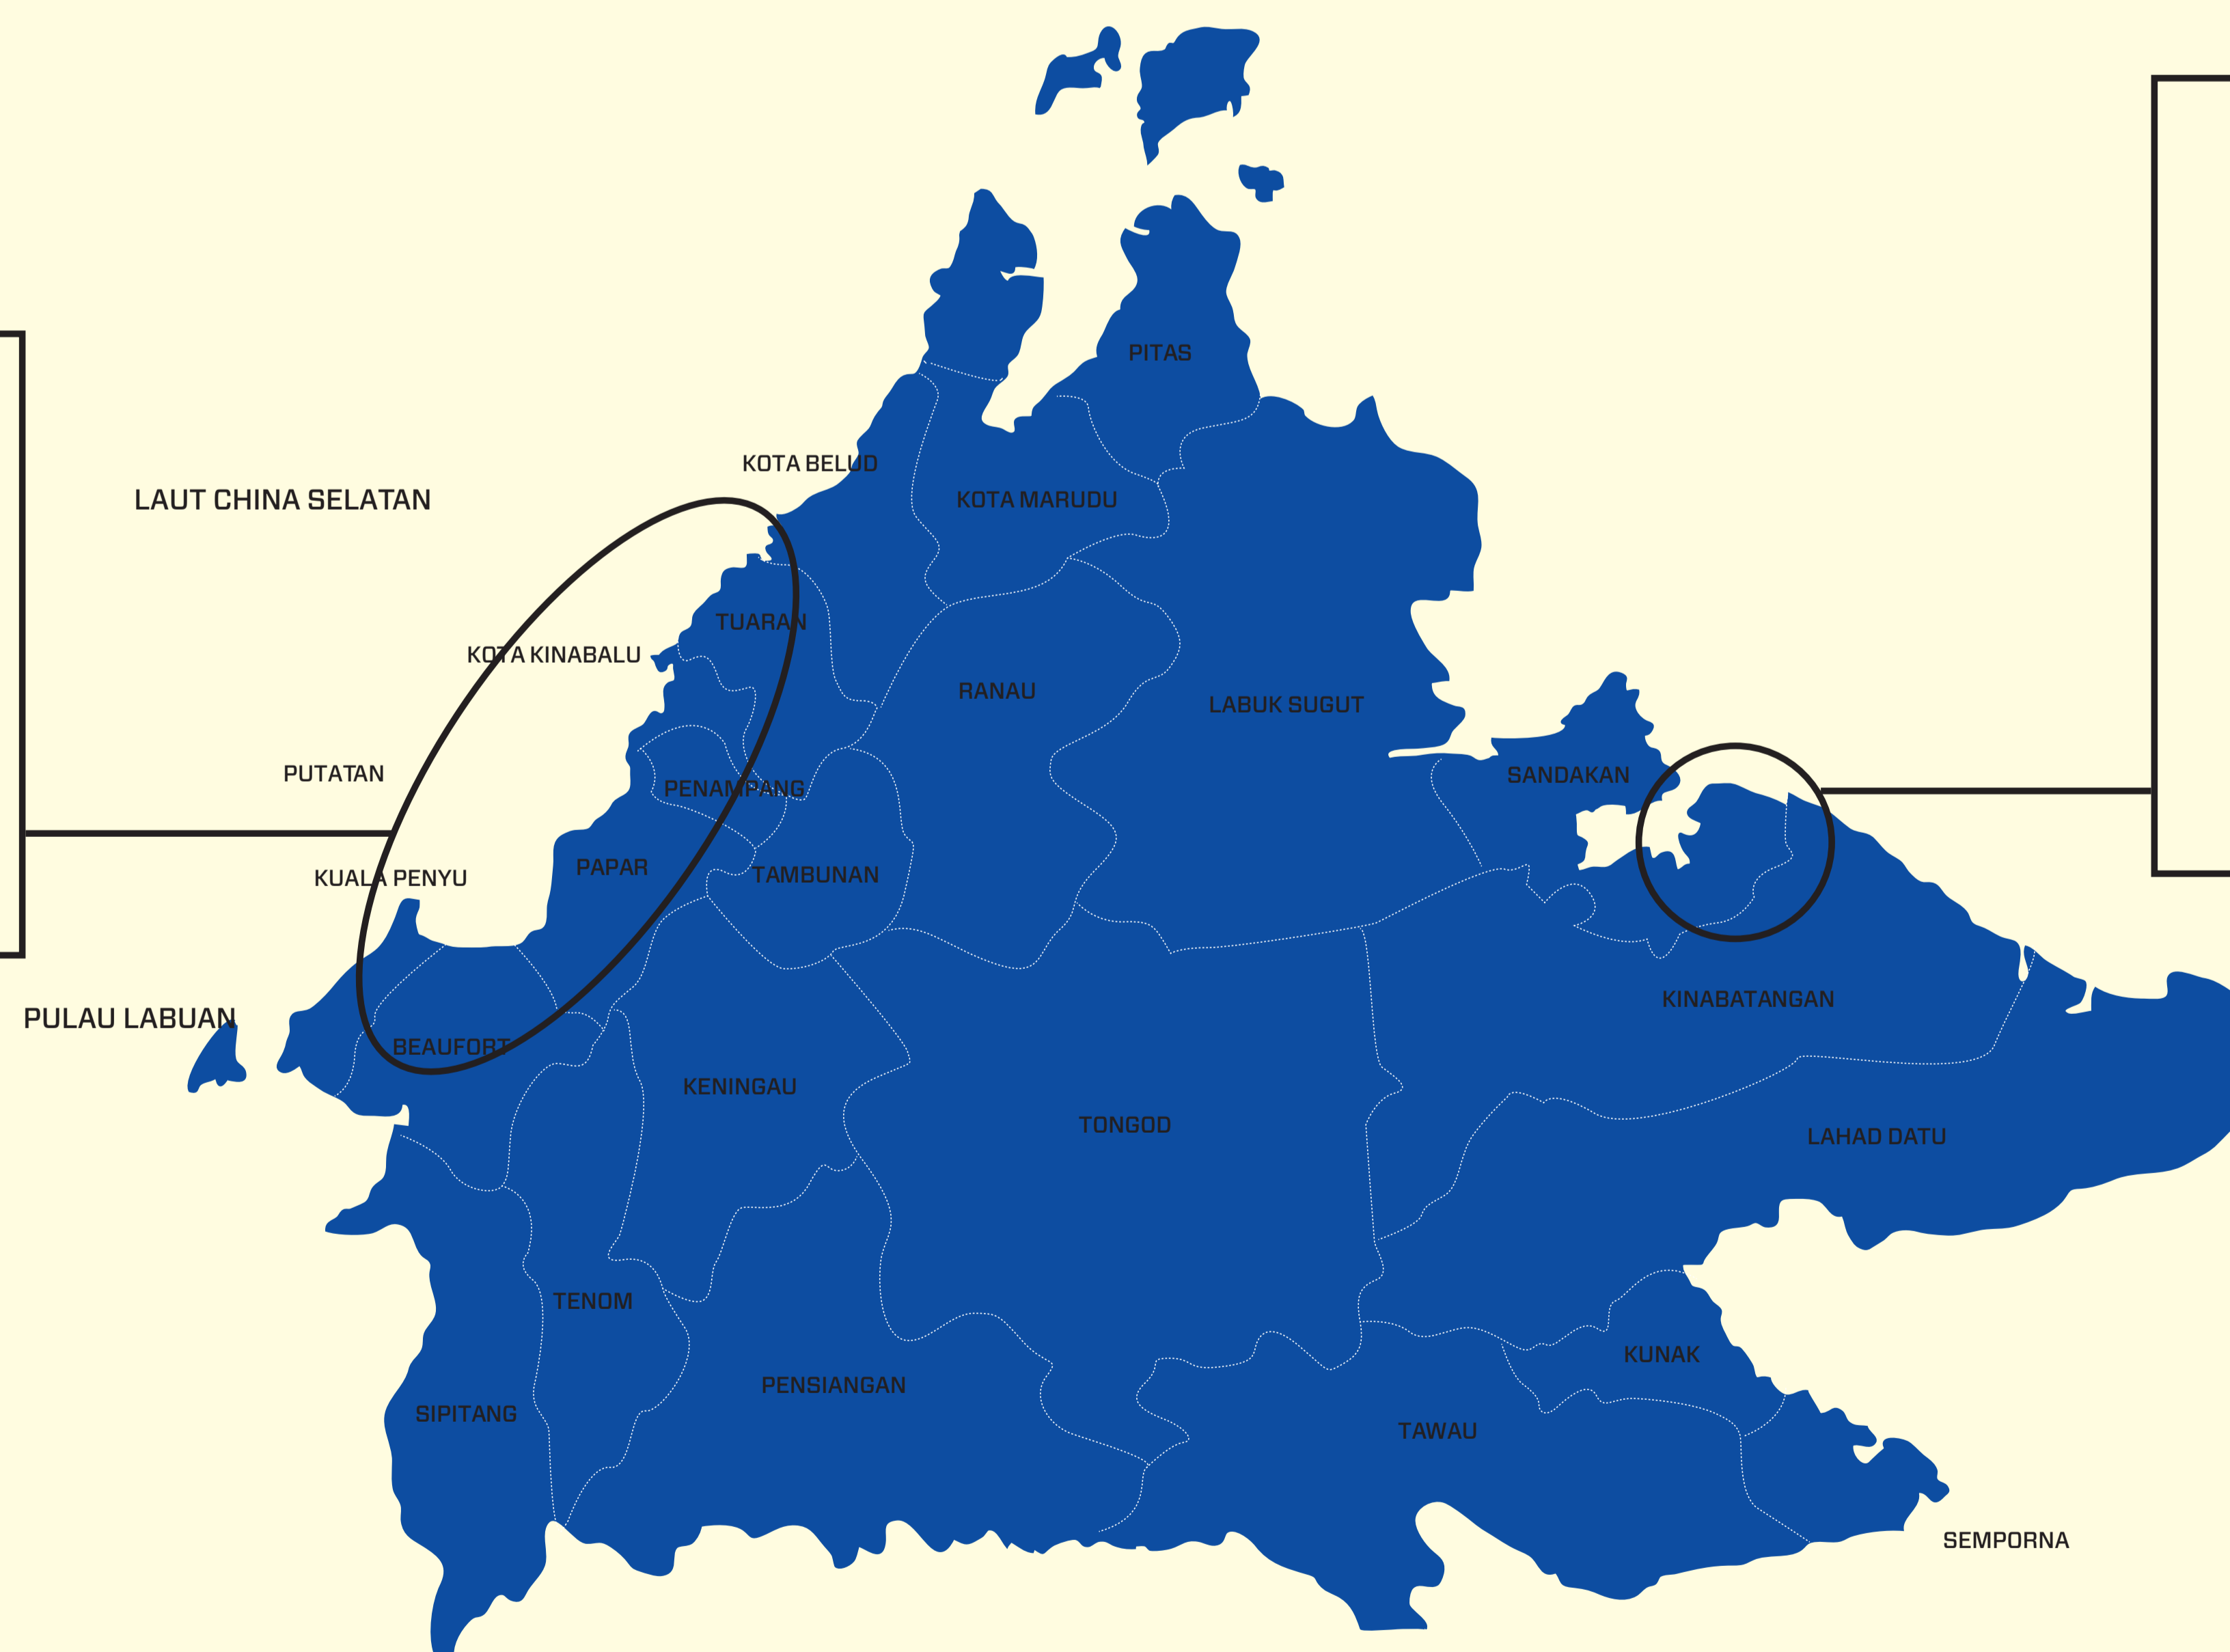 PITAS
KOTA BELUD
LAUT CHINA SELATAN
KOTA MARUDU
TUARAN
KOTA KINABALU
RANAU
LABUK SUGUT
PUTATAN
SANDAKAN
PENAMPANG
PAPAR
TAMBUNAN
KUALA PENYU
KINABATANGAN
PULAU LABUAN
BEAUFORT
KENINGAU
TONGOD
LAHAD DATU
TENOM
KUNAK
PENSIANGAN
SIPITANG
TAWAU
SEMPORNA